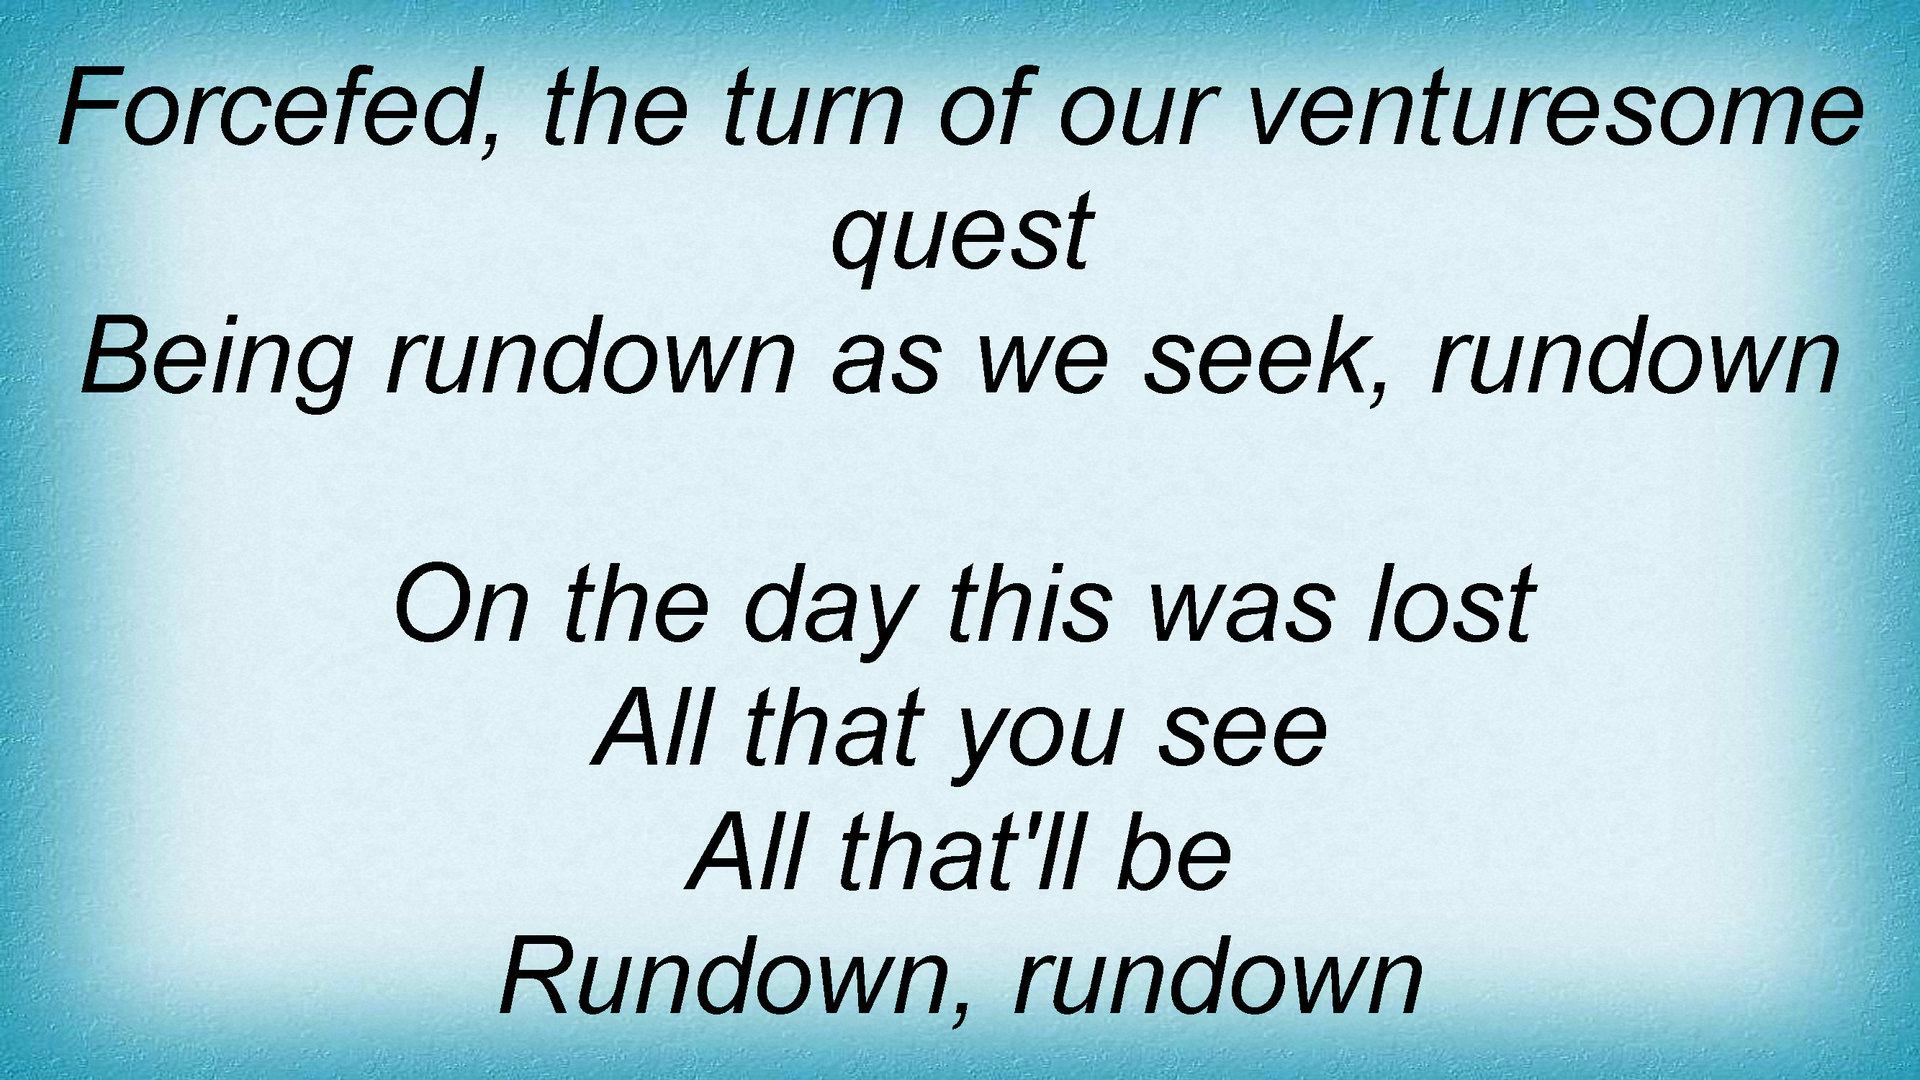 Forcefed, the turn of our venturesome
quest
Being rundown as we seek, rundown
On the day this was lost
All that you see
All that'll be
Rundown, rundown